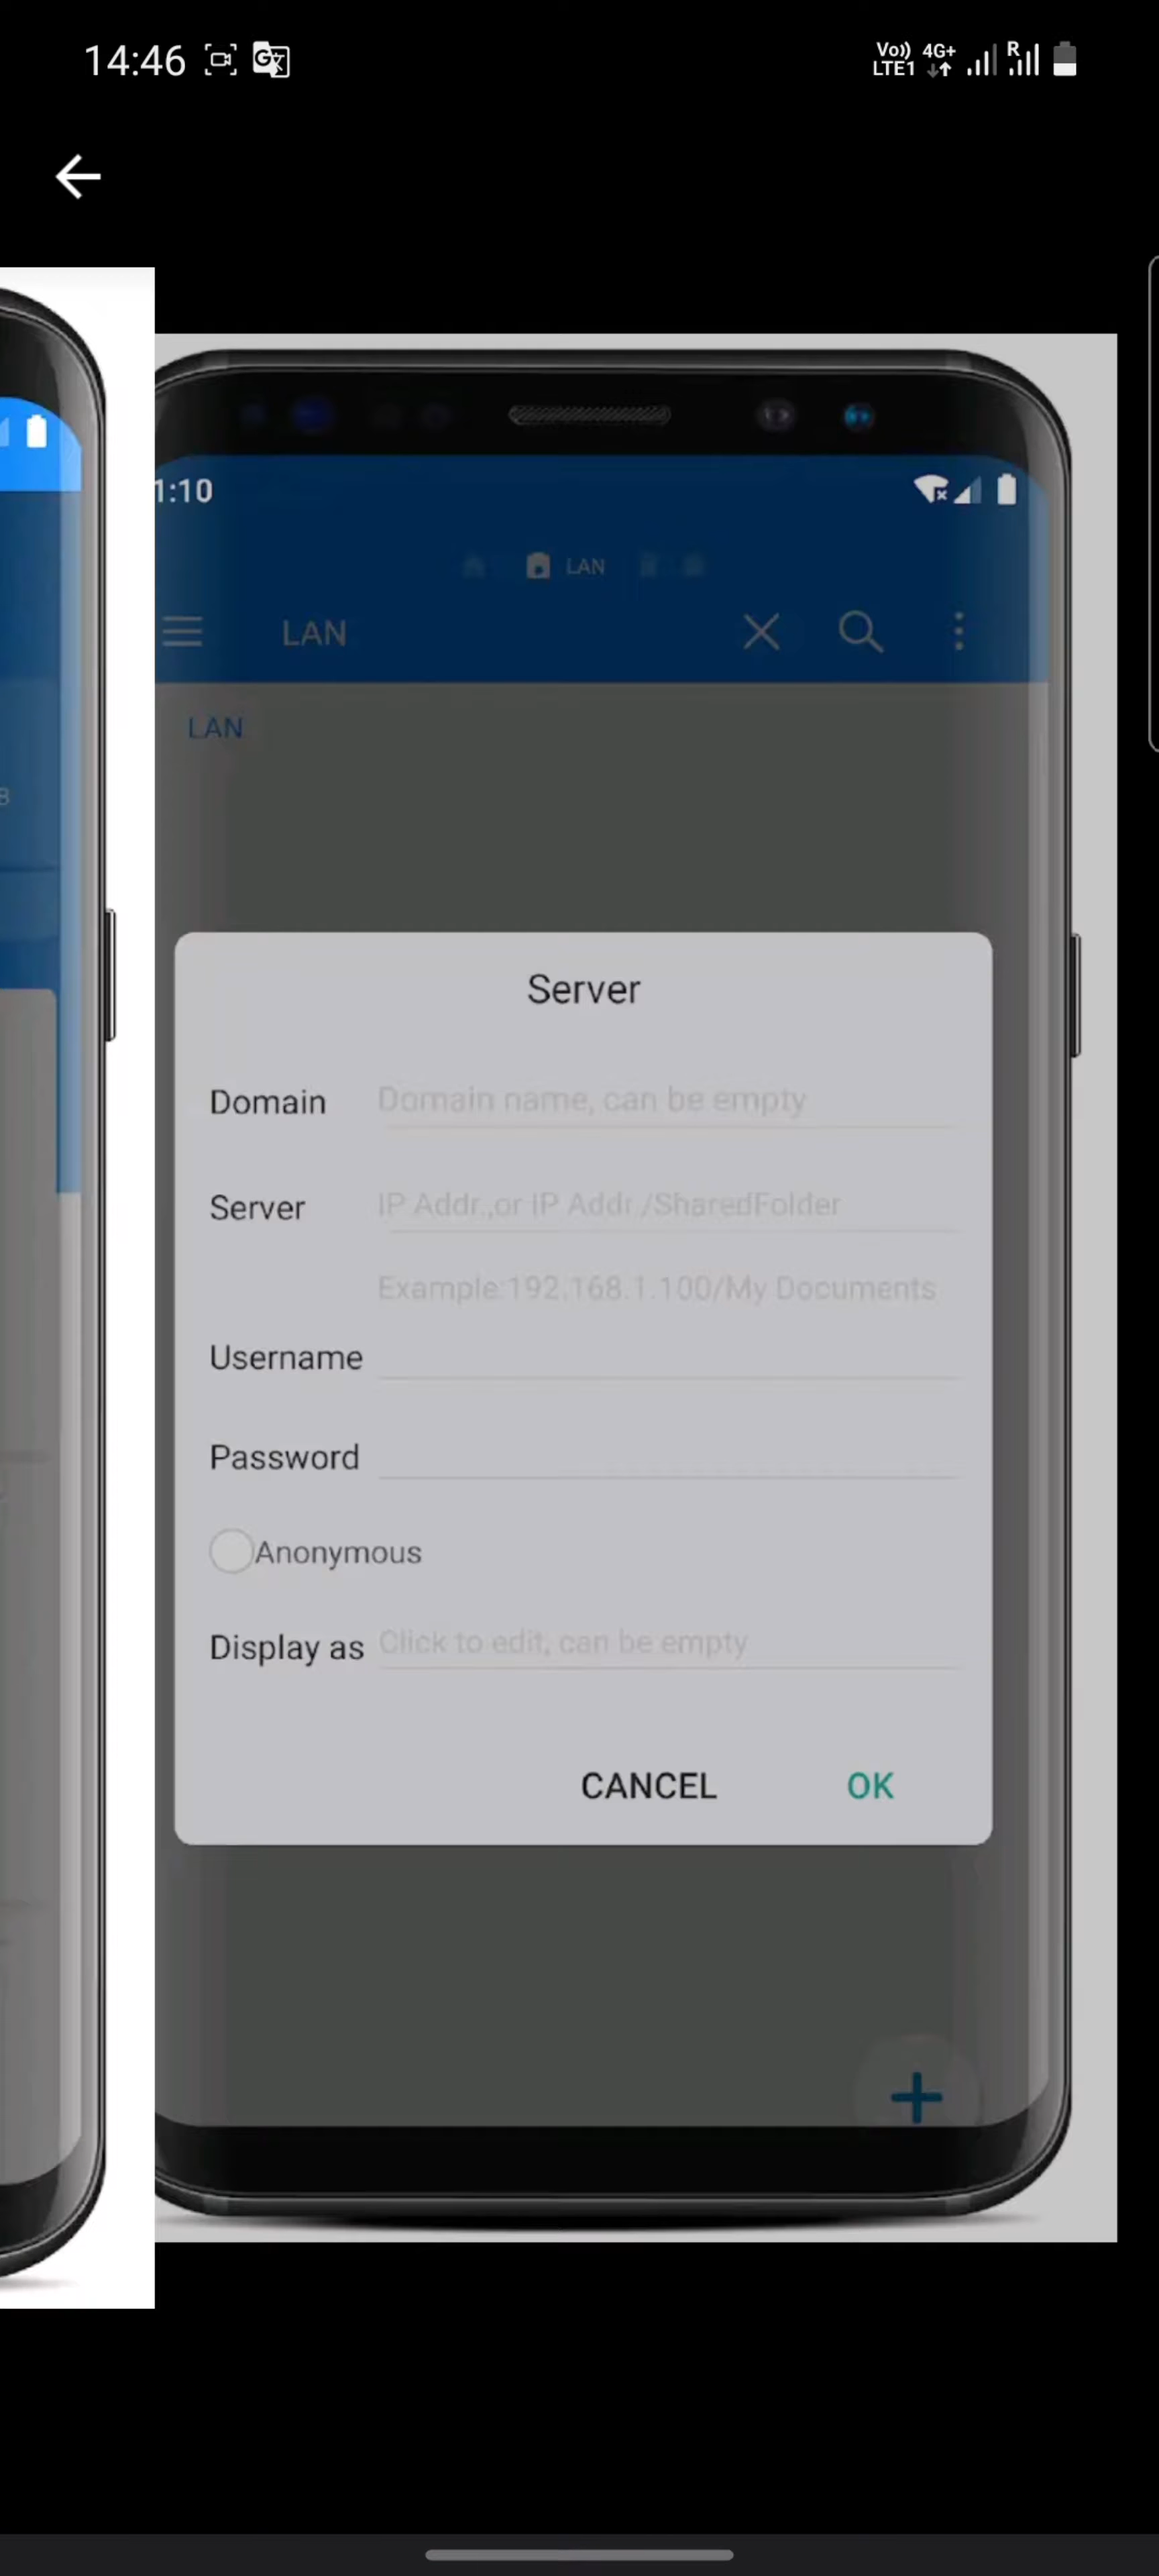 14:46
Vo)) 4G+ R
LTE1
8
1:10
LAN
LAN
LAN
Server
Domain Domain name, can be empty
Server IP Addr.,or IP Addr./SharedFolder
Example:192.168.1.100/My Documents
Username
Password
Anonymous
Display as Click to edit, can be empty
CANCEL OK